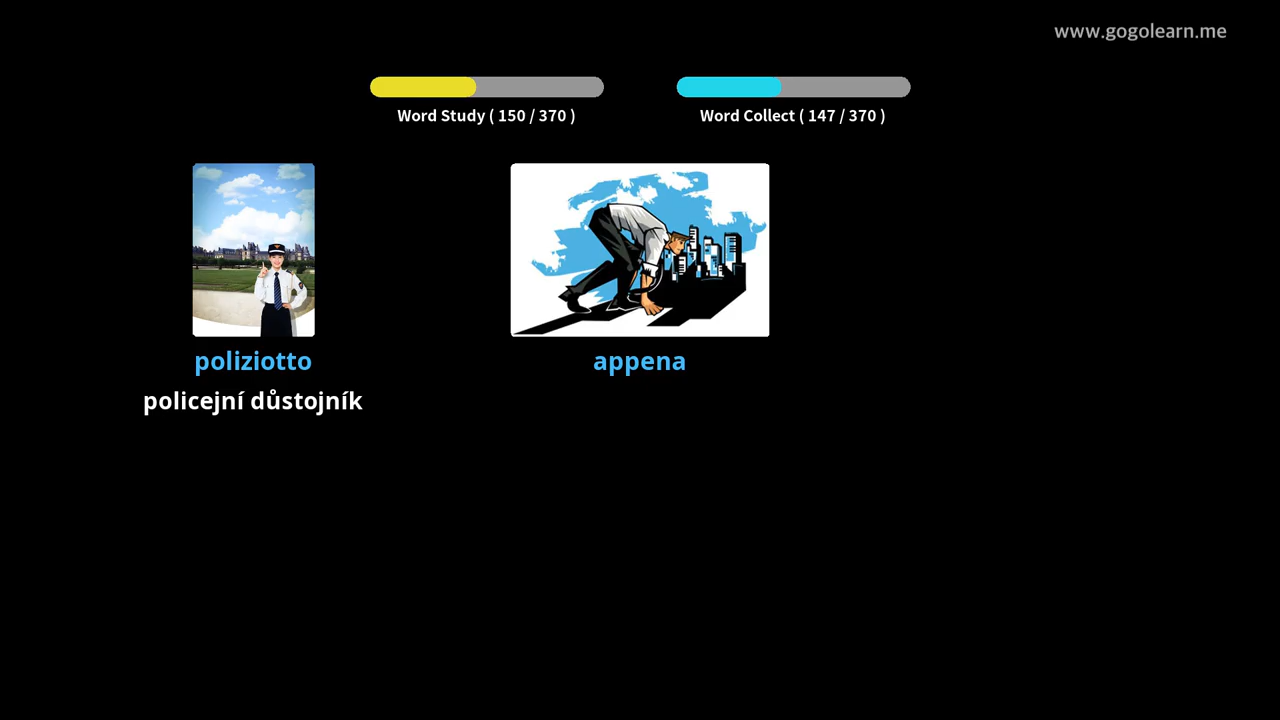 www.gogolearn.me
Word Study ( 150 / 370 )
Word Collect ( 147 / 370 )
poliziotto
appena
policejní důstojník